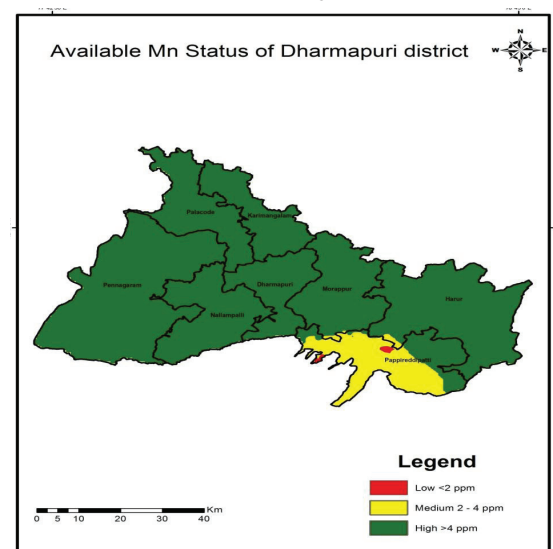 Available Mn Status of Dharmapuri district
N
W
E
S
Palacode
Karimangalam
Pennagaram
Dharmapuri
Morappur
Harur
Nallampalli
Pappireddipatti
Legend
Low <2 ppm
Medium 2 - 4 ppm
High >4 ppm
Km
0 5 10 20 30 40